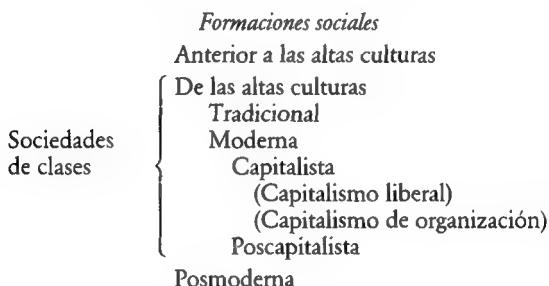 Formaciones sociales
Anterior a las altas culturas
De las altas culturas
Tradicional
Sociedades
Moderna
de clases
Capitalista
(Capitalismo liberal)
(Capitalismo de organización)
Poscapitalista
Posmoderna